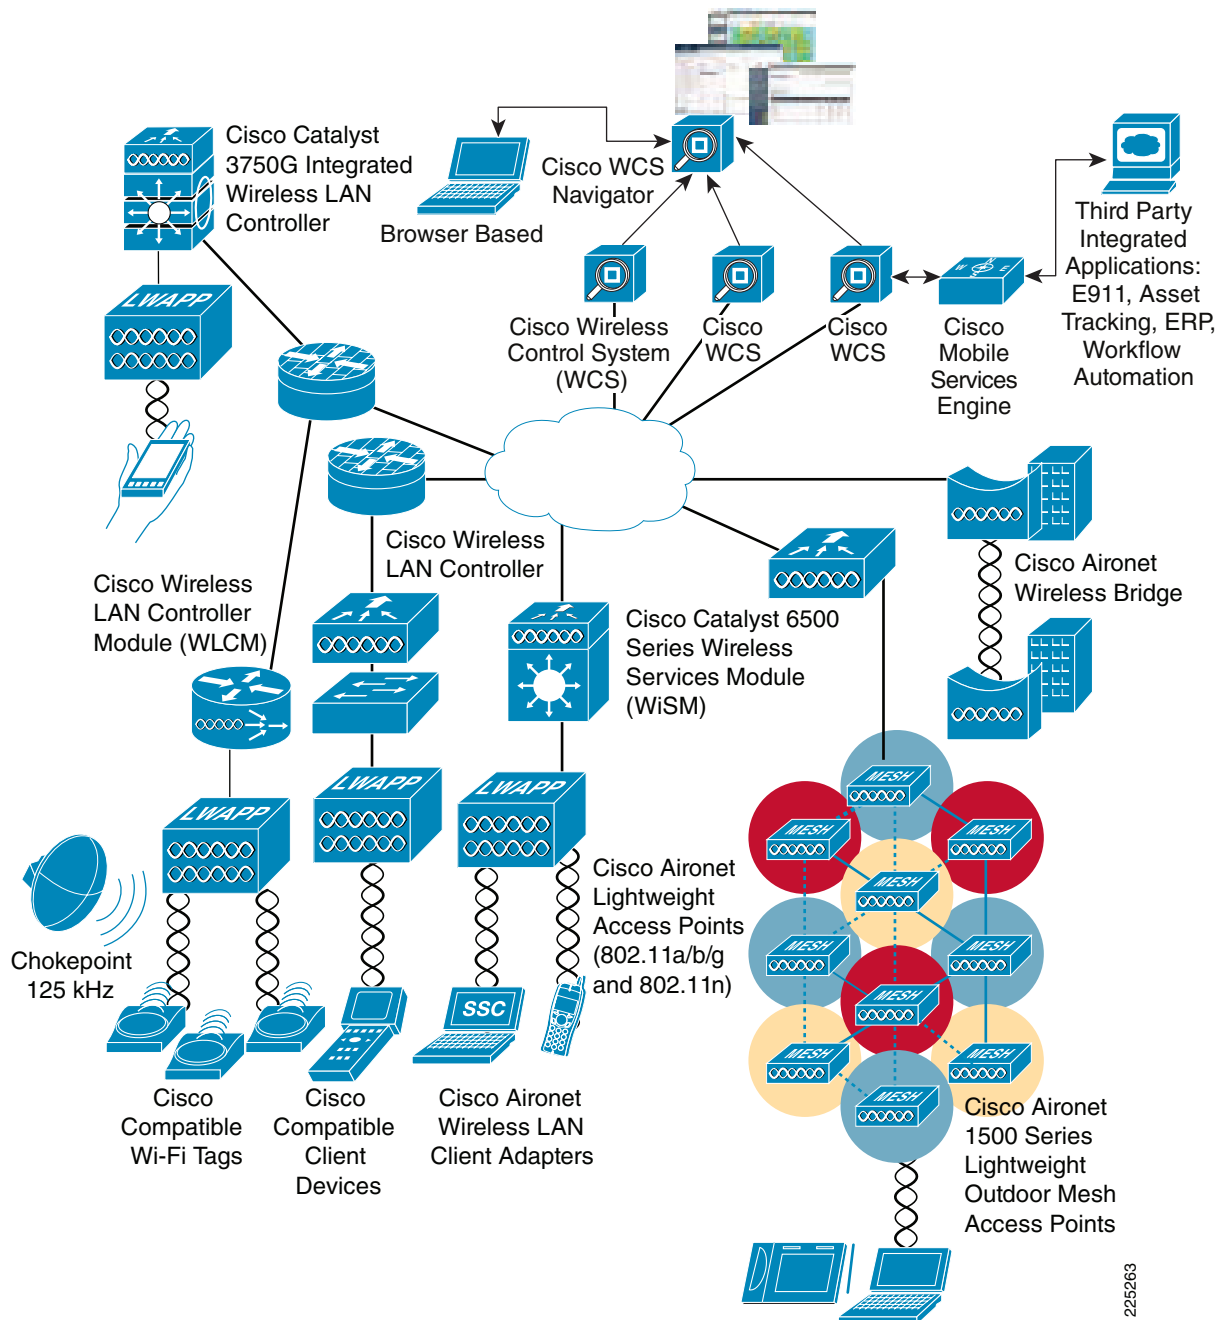 Cisco Catalyst
3750G Integrated
Wireless LAN
Controller
Browser Based
Cisco WCS
Navigator
Third Party
Integrated
Applications:
E911, Asset
Tracking, ERP,
Workflow
Automation
LWAPP
Cisco Wireless
Control System
(WCS)
Cisco
WCS
Cisco
WCS
W
N
E
Cisco
Mobile
Services
Engine
Cisco Wireless
LAN Controller
Cisco Wireless
LAN Controller
Module (WLCM)
Cisco Catalyst 6500
Series Wireless
Services Module
(WiSM)
Cisco Aironet
Wireless Bridge
LWAPP
LWAPP
LWAPP
Cisco Aironet
Lightweight
Access Points
(802.11a/b/g
and 802.11n)
Chokepoint
125 kHz
SSC
MESH
MESH
MESH
MESH
MESH
MESH
MESH
MESH
MESH
MESH
Cisco
Compatible
Wi-Fi Tags
Cisco
Compatible
Client
Devices
Cisco Aironet
Wireless LAN
Client Adapters
Cisco Aironet
1500 Series
Lightweight
Outdoor Mesh
Access Points
225263